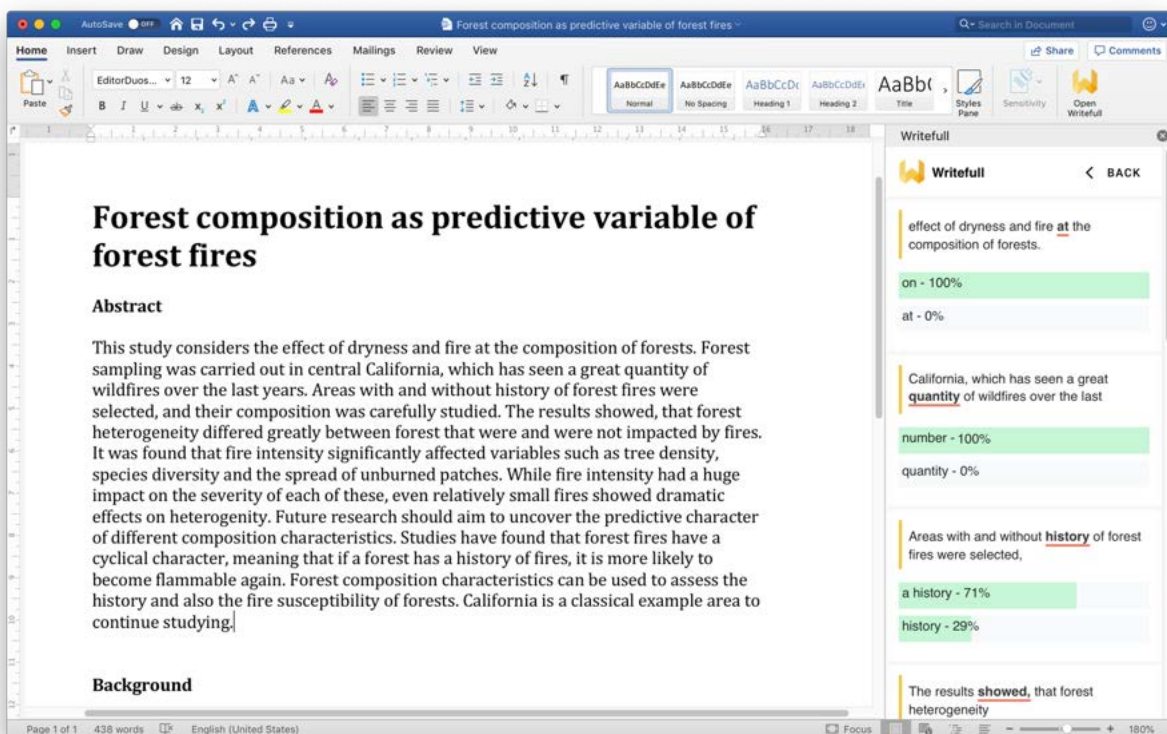 AutoSave OFF
Forest composition as predictive variable of forest fires
Search in Document
Home Insert Draw Design Layout References Mailings Review View
Share Comments
Paste
EditorDuos... 12
AaBbCcDdEe AaBbCcDdEe AaBbCcDc AaBbCcDdEe AaBb(
Normal No Spacing Heading 1 Heading 2 Title
Styles Pane
Sensitivity
Open Writefull
Forest composition as predictive variable of
forest fires
Abstract
This study considers the effect of dryness and fire at the composition of forests. Forest
sampling was carried out in central California, which has seen a great quantity of
wildfires over the last years. Areas with and without history of forest fires were
selected, and their composition was carefully studied. The results showed, that forest
heterogeneity differed greatly between forest that were and were not impacted by fires.
It was found that fire intensity significantly affected variables such as tree density,
species diversity and the spread of unburned patches. While fire intensity had a huge
impact on the severity of each of these, even relatively small fires showed dramatic
effects on heterogenity. Future research should aim to uncover the predictive character
of different composition characteristics. Studies have found that forest fires have a
cyclical character, meaning that if a forest has a history of fires, it is more likely to
become flammable again. Forest composition characteristics can be used to assess the
history and also the fire susceptibility of forests. California is a classical example area to
continue studying.
Background
Writefull
Writefull
BACK
effect of dryness and fire at the
composition of forests.
on - 100%
at - 0%
California, which has seen a great
quantity of wildfires over the last
number - 100%
quantity - 0%
Areas with and without history of forest
fires were selected,
a history - 71%
history - 29%
The results showed, that forest
heterogeneity
Page 1 of 1 438 words English (United States)
Focus
180%